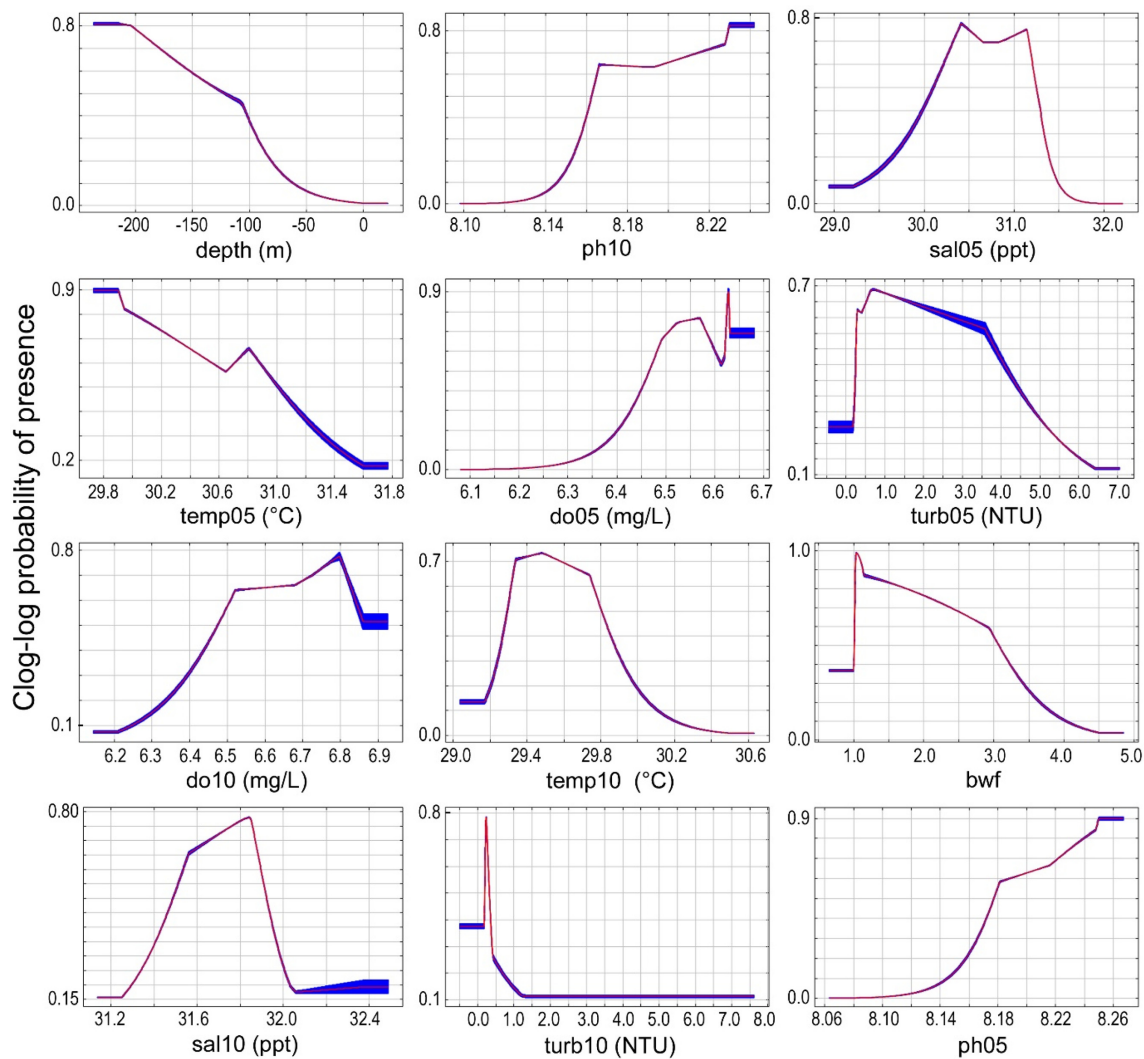 Clog-log probability of presence
0.8
0.0
-200 -150 -100 -50 0
depth (m)
0.8
0.0
8.10 8.14 8.18 8.22
ph10
0.8
0.0
29.0 30.0 31.0 32.0
sal05 (ppt)
0.9
0.2
29.8 30.2 30.6 31.0 31.4 31.8
temp05 (°C)
0.9
0.0
6.1 6.2 6.3 6.4 6.5 6.6 6.7
do05 (mg/L)
0.7
0.1
0.0 1.0 2.0 3.0 4.0 5.0 6.0 7.0
turb05 (NTU)
0.8
0.1
6.2 6.3 6.4 6.5 6.6 6.7 6.8 6.9
do10 (mg/L)
0.7
0.0
29.0 29.4 29.8 30.2 30.6
temp10 (°C)
1.0
0.0
1.0 2.0 3.0 4.0 5.0
bwf
0.80
0.15
31.2 31.6 32.0 32.4
sal10 (ppt)
0.8
0.1
0.0 1.0 2.0 3.0 4.0 5.0 6.0 7.0 8.0
turb10 (NTU)
0.9
0.0
8.06 8.10 8.14 8.18 8.22 8.26
ph05